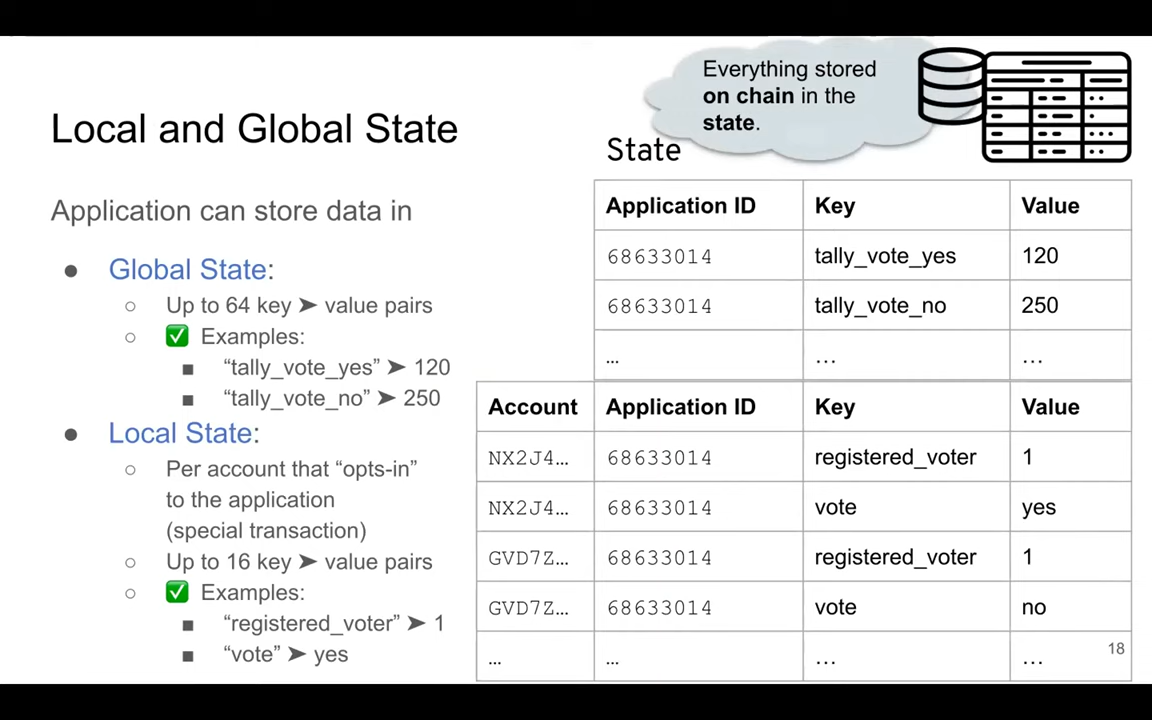 Everything stored
on chain in the
state.
Local and Global State
State
Application can store data in
● Global State:
○ Up to 64 key ➤ value pairs
○ ✅ Examples:
■ “tally_vote_yes” ➤ 120
■ “tally_vote_no” ➤ 250
● Local State:
○ Per account that “opts-in”
to the application
(special transaction)
○ Up to 16 key ➤ value pairs
○ ✅ Examples:
■ “registered_voter” ➤ 1
■ “vote” ➤ yes
Application ID Key Value
68633014 tally_vote_yes 120
68633014 tally_vote_no 250
... ... ...
Account Application ID Key Value
NX2J4... 68633014 registered_voter 1
NX2J4... 68633014 vote yes
GVD7Z... 68633014 registered_voter 1
GVD7Z... 68633014 vote no
... ... ... ...
18